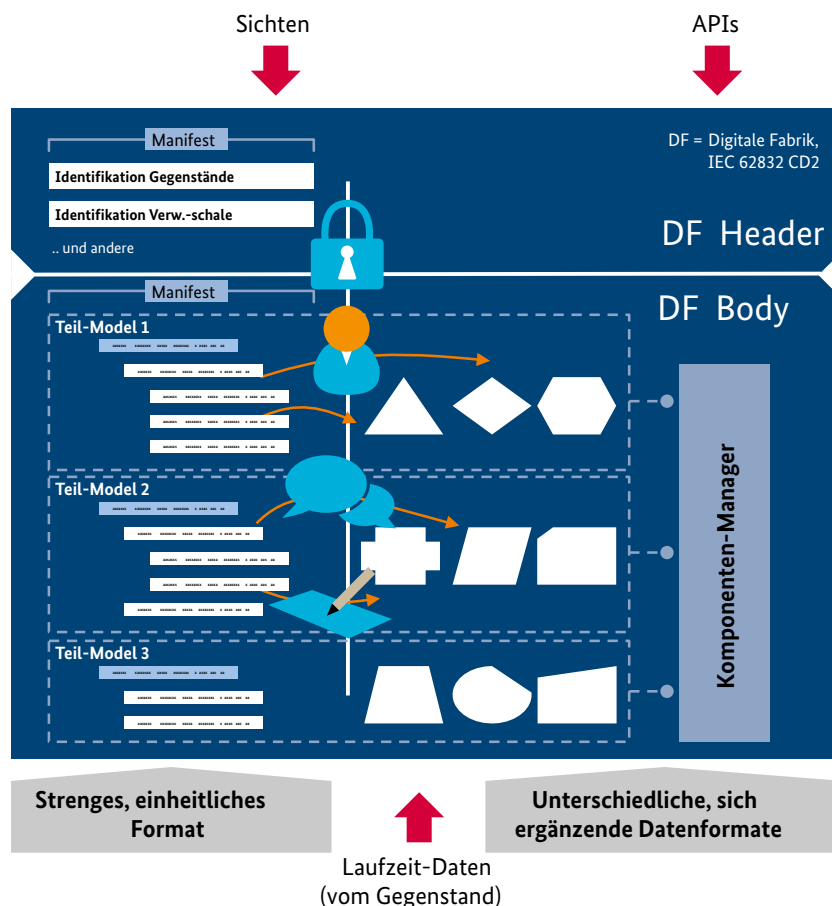 Sichten
APIs
Manifest
DF = Digitale Fabrik,
IEC 62832 CD2
Identifikation Gegenstände
Identifikation Verw.-schale
.. und andere
DF Header
Manifest
DF Body
Teil-Model 1
Teil-Model 2
Teil-Model 3
Komponenten-Manager
Strenges, einheitliches
Format
Unterschiedliche, sich
ergänzende Datenformate
Laufzeit-Daten
(vom Gegenstand)